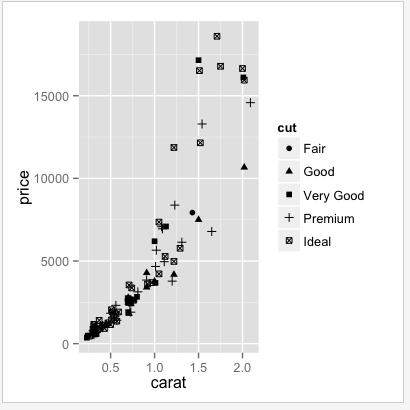 price
15000
10000
5000
0
0.5 1.0 1.5 2.0
carat
cut
Fair
Good
Very Good
Premium
Ideal